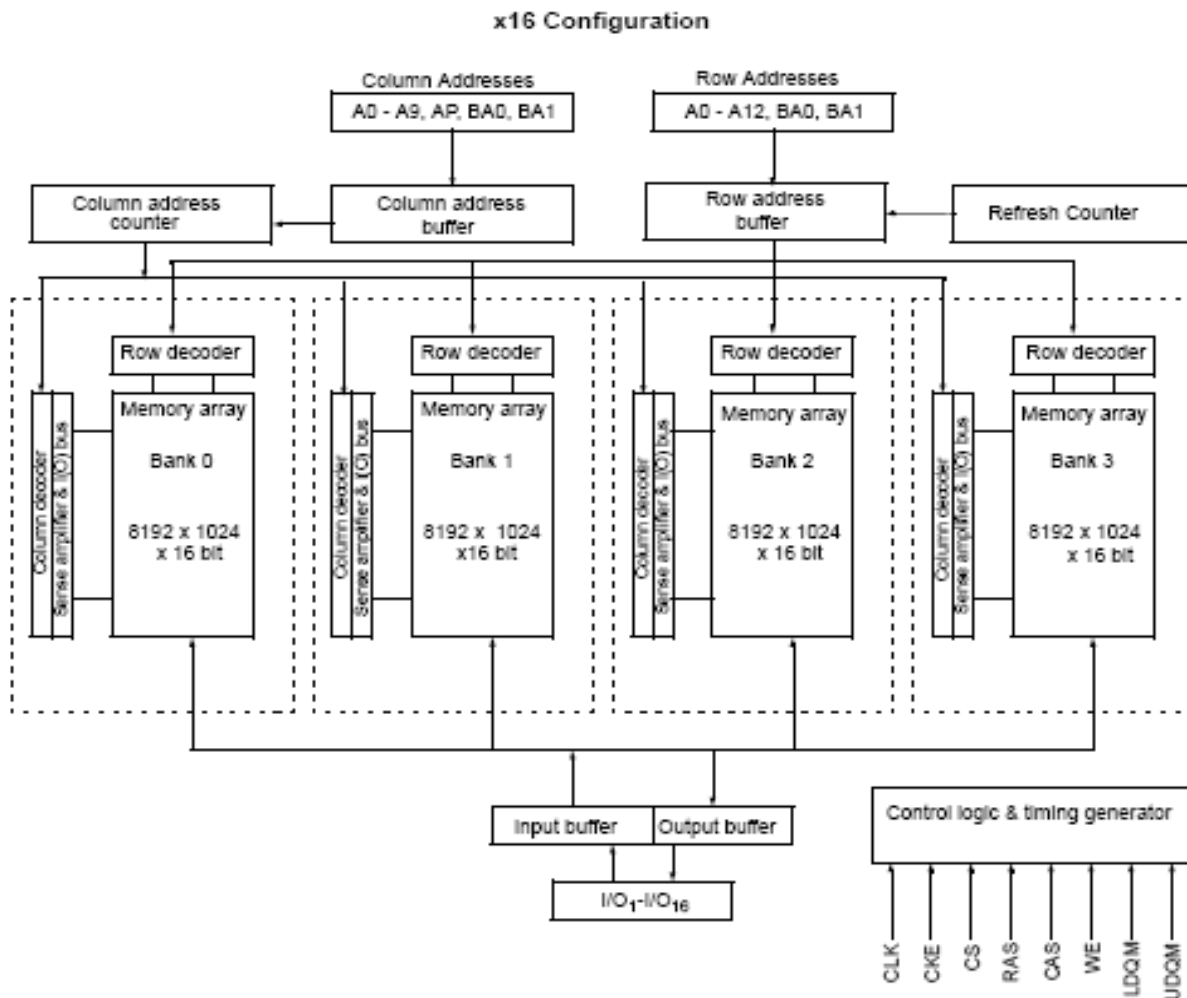 x16 Configuration
Column Addresses
A0 - A9, AP, BA0, BA1
Row Addresses
A0 - A12, BA0, BA1
Column address
counter
Column address
buffer
Row address
buffer
Refresh Counter
Row decoder
Memory array
Bank 0
8192 x 1024
x 16 bit
Column decoder
Sense amplifier & I(O) bus
Row decoder
Memory array
Bank 1
8192 x 1024
x16 bit
Column decoder
Sense amplifier & I(O) bus
Row decoder
Memory array
Bank 2
8192 x 1024
x 16 bit
Column decoder
Sense amplifier & I(O) bus
Row decoder
Memory array
Bank 3
8192 x 1024
x 16 bit
Column decoder
Sense amplifier & I(O) bus
Input buffer
Output buffer
I/O1-I/O16
Control logic & timing generator
CLK
CKE
CS
RAS
CAS
WE
LDQM
UDQM